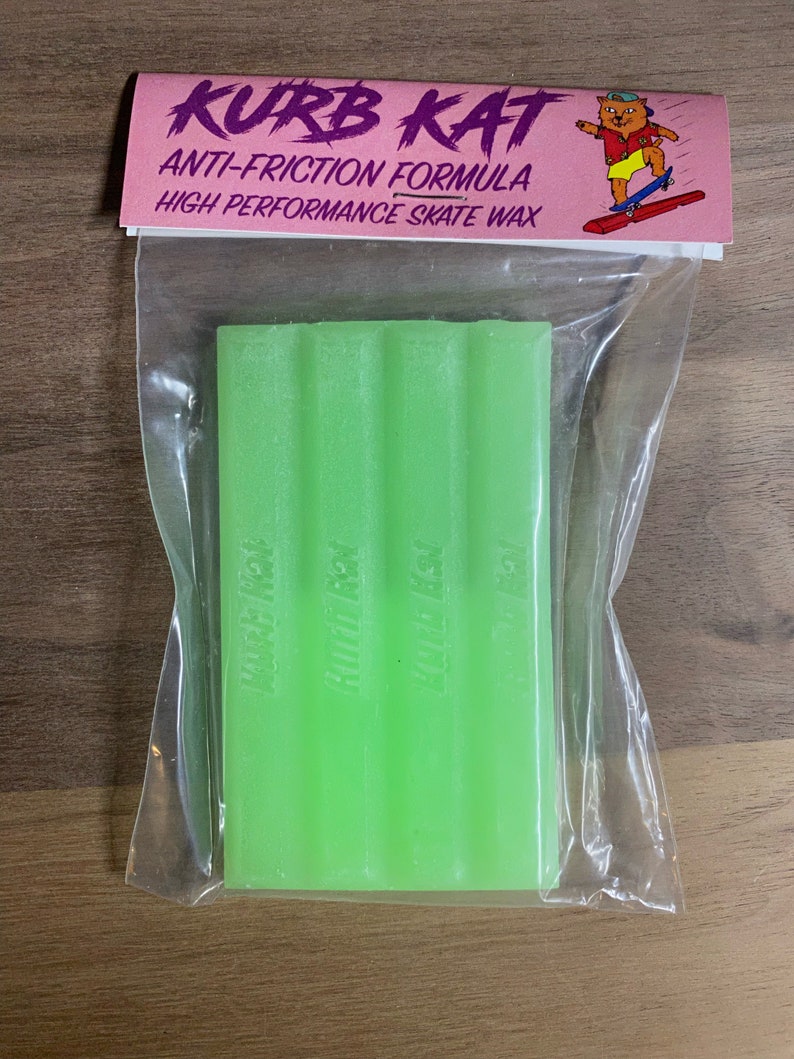 KURB KAT
ANTI-FRICTION FORMULA
HIGH PERFORMANCE SKATE WAX
Kurb Kat
Kurb Kat
Kurb Kat
Kurb Kat